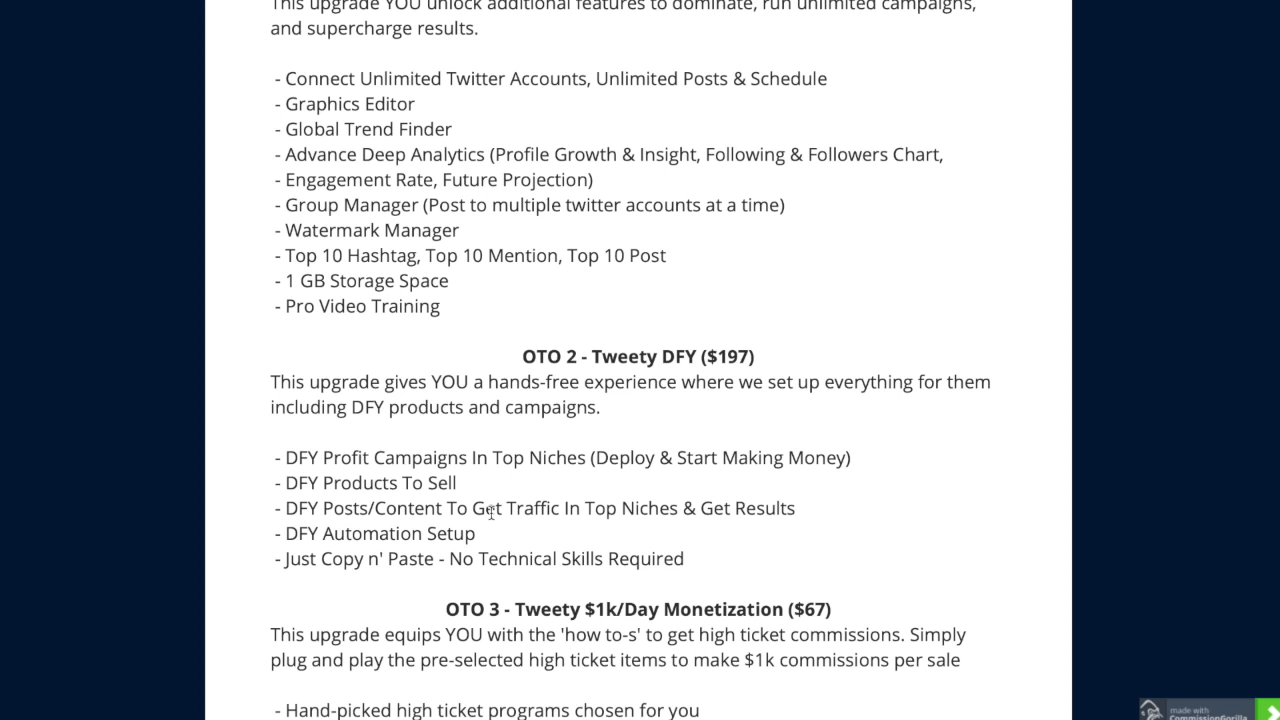 This upgrade YOU unlock additional features to dominate, run unlimited campaigns,
and supercharge results.
- Connect Unlimited Twitter Accounts, Unlimited Posts & Schedule
- Graphics Editor
- Global Trend Finder
- Advance Deep Analytics (Profile Growth & Insight, Following & Followers Chart,
- Engagement Rate, Future Projection)
- Group Manager (Post to multiple twitter accounts at a time)
- Watermark Manager
- Top 10 Hashtag, Top 10 Mention, Top 10 Post
- 1 GB Storage Space
- Pro Video Training
OTO 2 - Tweety DFY ($197)
This upgrade gives YOU a hands-free experience where we set up everything for them
including DFY products and campaigns.
- DFY Profit Campaigns In Top Niches (Deploy & Start Making Money)
- DFY Products To Sell
- DFY Posts/Content To Get Traffic In Top Niches & Get Results
- DFY Automation Setup
- Just Copy n' Paste - No Technical Skills Required
OTO 3 - Tweety $1k/Day Monetization ($67)
This upgrade equips YOU with the 'how to-s' to get high ticket commissions. Simply
plug and play the pre-selected high ticket items to make $1k commissions per sale
- Hand-picked high ticket programs chosen for you
made with
CommissionGorilla